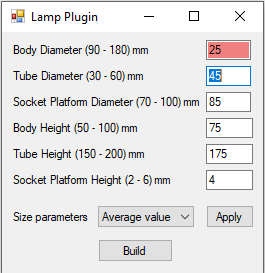 Lamp Plugin
Body Diameter (90 - 180) mm 25
Tube Diameter (30 - 60) mm 45
Socket Platform Diameter (70 - 100) mm 85
Body Height (50 - 100) mm 75
Tube Height (150 - 200) mm 175
Socket Platform Height (2 - 6) mm 4
Size parameters Average value Apply
Build